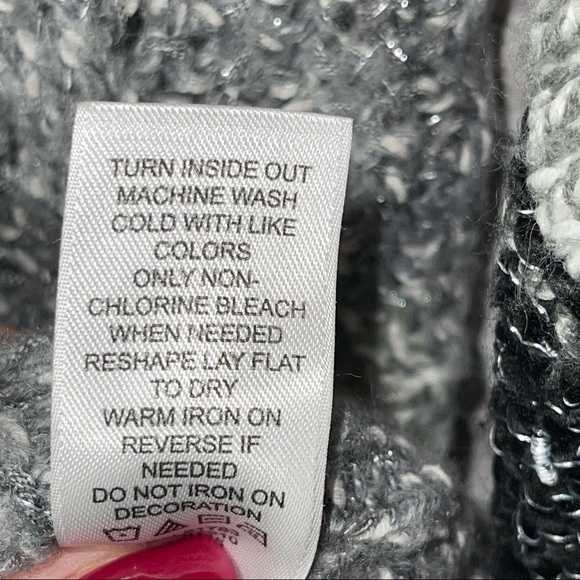 TURN INSIDE OUT
MACHINE WASH
COLD WITH LIKE
COLORS
ONLY NON-
CHLORINE BLEACH
WHEN NEEDED
RESHAPE LAY FLAT
TO DRY
WARM IRON ON
REVERSE IF
NEEDED
DO NOT IRON ON
DECORATION